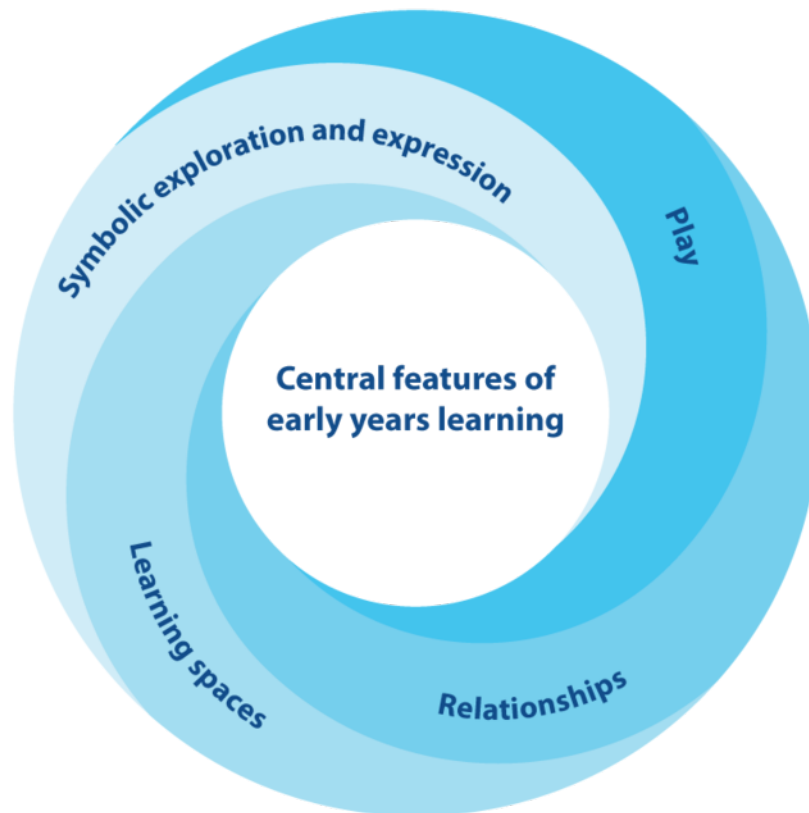 Symbolic exploration and expression
Play
Central features of
early years learning
Learning spaces
Relationships